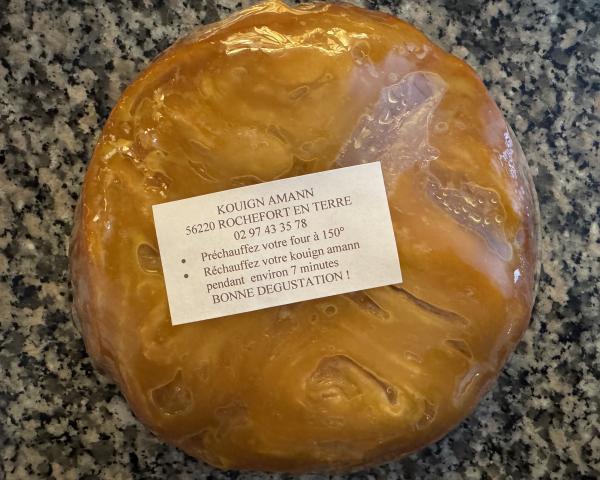 KOUIGN AMANN
56220 ROCHEFORT EN TERRE
02 97 43 35 78
• Préchauffez votre four à 150°
• Réchauffez votre kouign amann
pendant environ 7 minutes
BONNE DEGUSTATION !